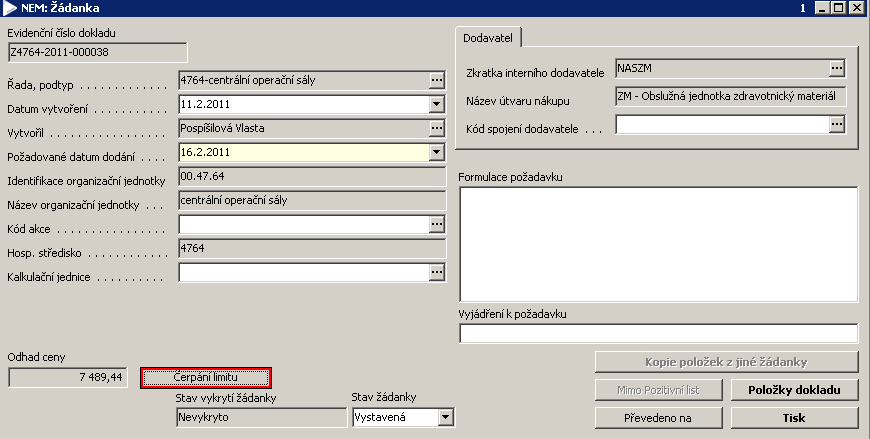 NEM: Žádanka 1
Evidenční číslo dokladu
Z4764-2011-000038
Řada, podtyp . . . . . . . . . . . . . 4764-centrální operační sály ...
Datum vytvoření . . . . . . . . . . . 11.2.2011
Vytvořil . . . . . . . . . . . . . . . . . Pospíšilová Vlasta ...
Požadované datum dodání . . . . 16.2.2011
Identifikace organizační jednotky 00.47.64
Název organizační jednotky . . . centrální operační sály
Kód akce . . . . . . . . . . . . . . . . ...
Hosp. středisko . . . . . . . . . . . . 4764
Kalkulační jednice . . . . . . . . . . ...
Dodavatel
Zkratka interního dodavatele NASZM ...
Název útvaru nákupu ZM - Obslužná jednotka zdravotnický materiál
Kód spojení dodavatele . . . ...
Formulace požadavku
Vyjádření k požadavku
Odhad ceny
7 489,44
Čerpání limitu
Stav vykrytí žádanky Stav žádanky
Nevykryto Vystavená
Kopie položek z jiné žádanky
Mimo Pozitivní list Položky dokladu
Převedeno na Tisk